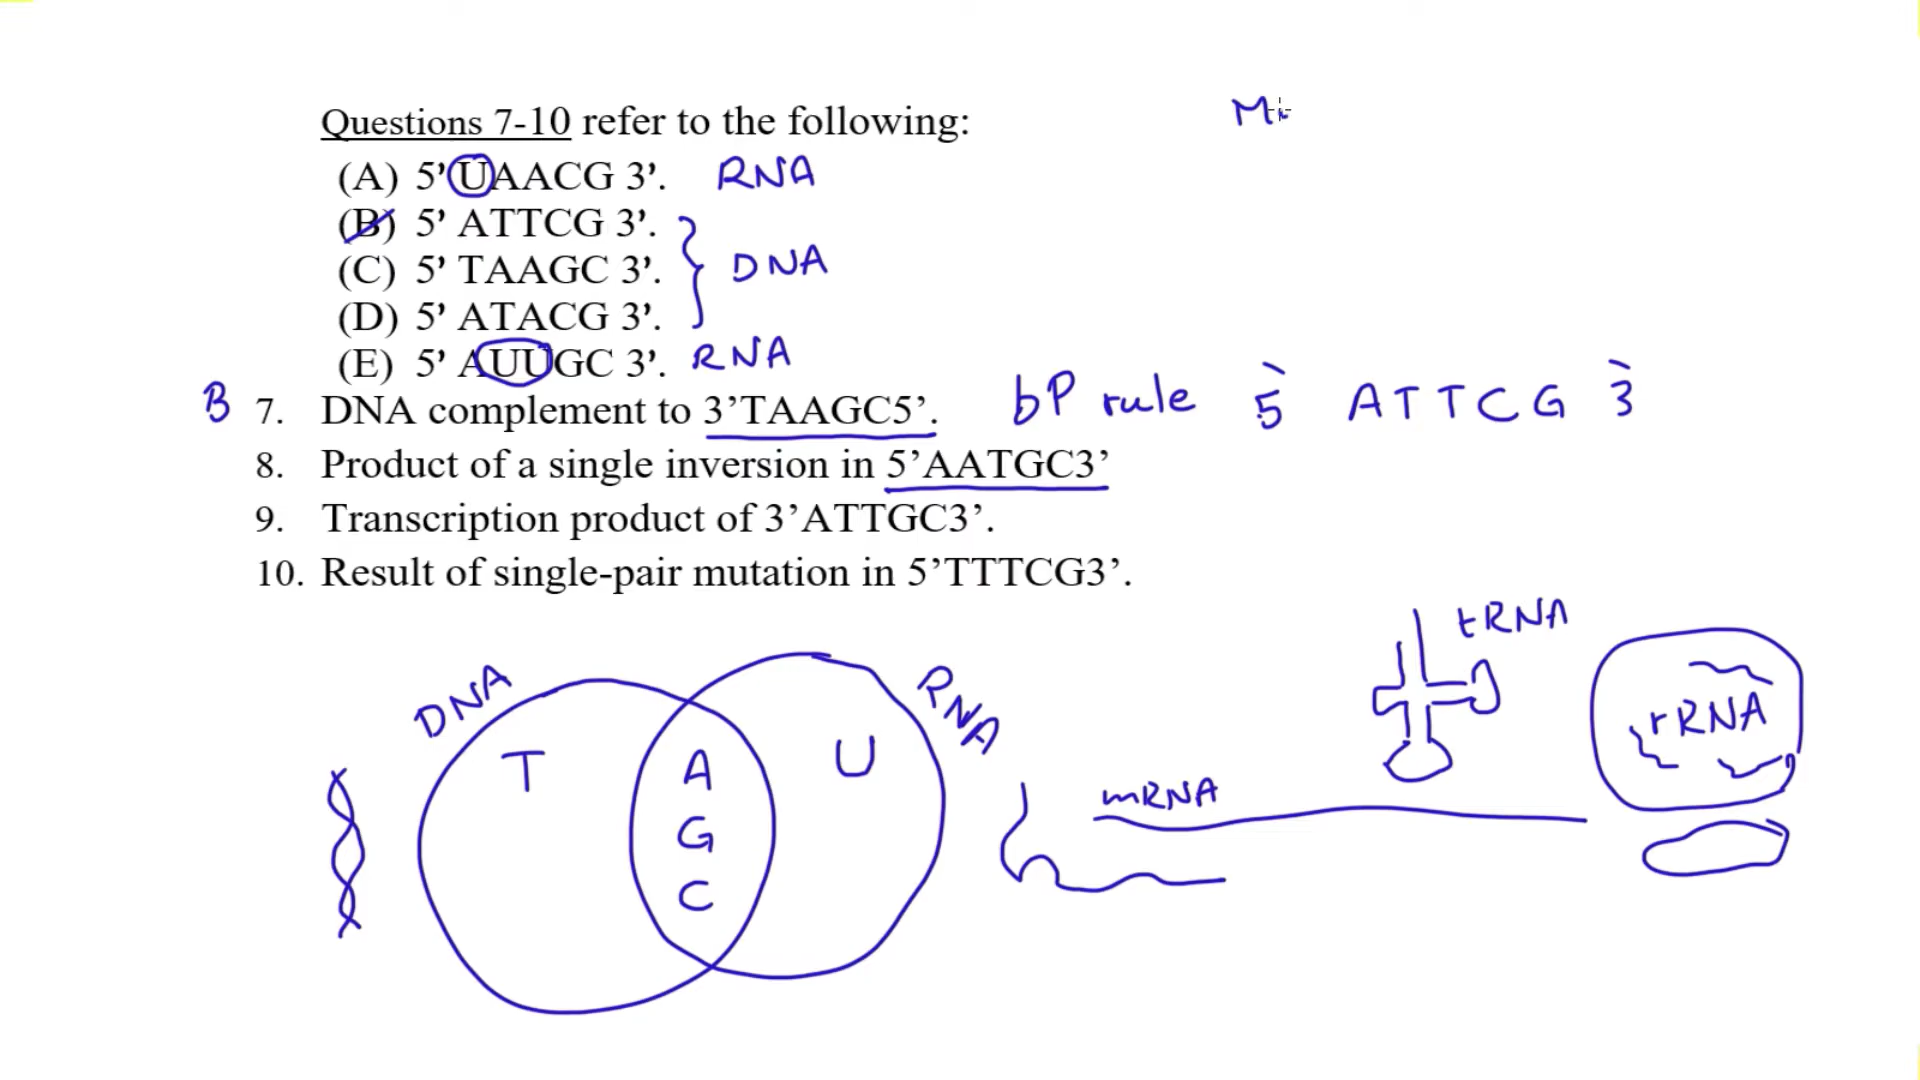 Questions 7-10 refer to the following:
(A) 5’UAACG 3’. RNA
(B) 5’ ATTCG 3’.
(C) 5’ TAAGC 3’. DNA
(D) 5’ ATACG 3’.
(E) 5’ AUUGC 3’. RNA
B 7. DNA complement to 3’TAAGC5’. bP rule 5 ATTCG 3
8. Product of a single inversion in 5’AATGC3’
9. Transcription product of 3’ATTGC3’.
10. Result of single-pair mutation in 5’TTTCG3’.
DNA
RNA
T
A
G
C
U
mRNA
tRNA
rRNA